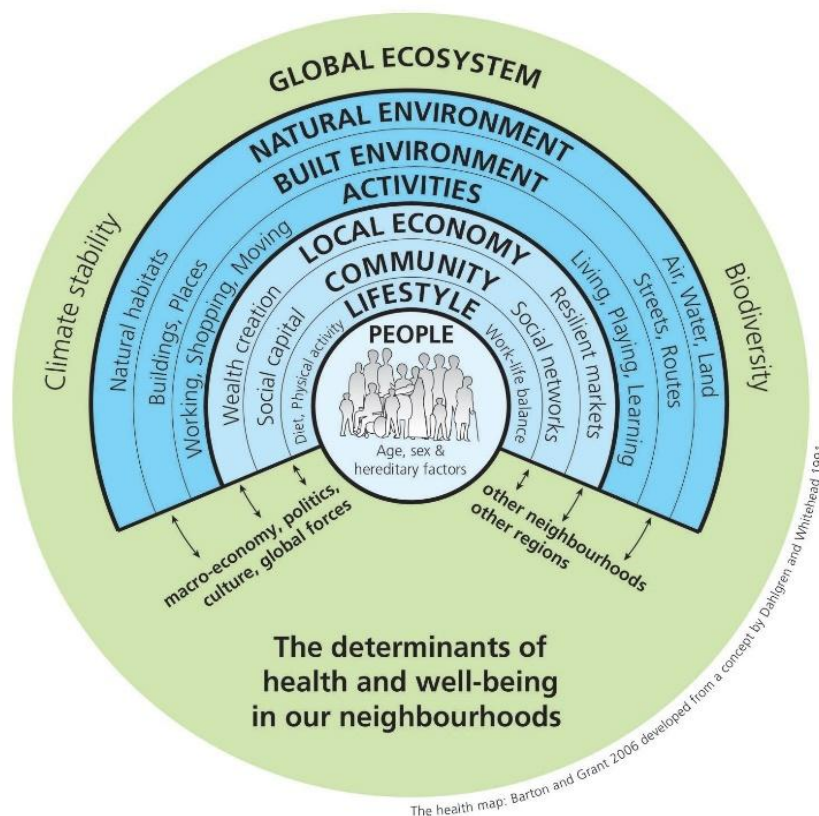 GLOBAL ECOSYSTEM
NATURAL ENVIRONMENT
BUILT ENVIRONMENT
ACTIVITIES
LOCAL ECONOMY
COMMUNITY
LIFESTYLE
PEOPLE
Age, sex &
hereditary factors
Climate stability
Natural habitats
Buildings, Places
Working, Shopping, Moving
Wealth creation
Social capital
Diet, Physical activity
Work-life balance
Social networks
Resilient markets
Living, Playing, Learning
Streets, Routes
Air, Water, Land
Biodiversity
macro-economy, politics,
culture, global forces
other neighbourhoods
other regions
The determinants of
health and well-being
in our neighbourhoods
The health map: Barton and Grant 2006 developed from a concept by Dahlgren and Whitehead 1991